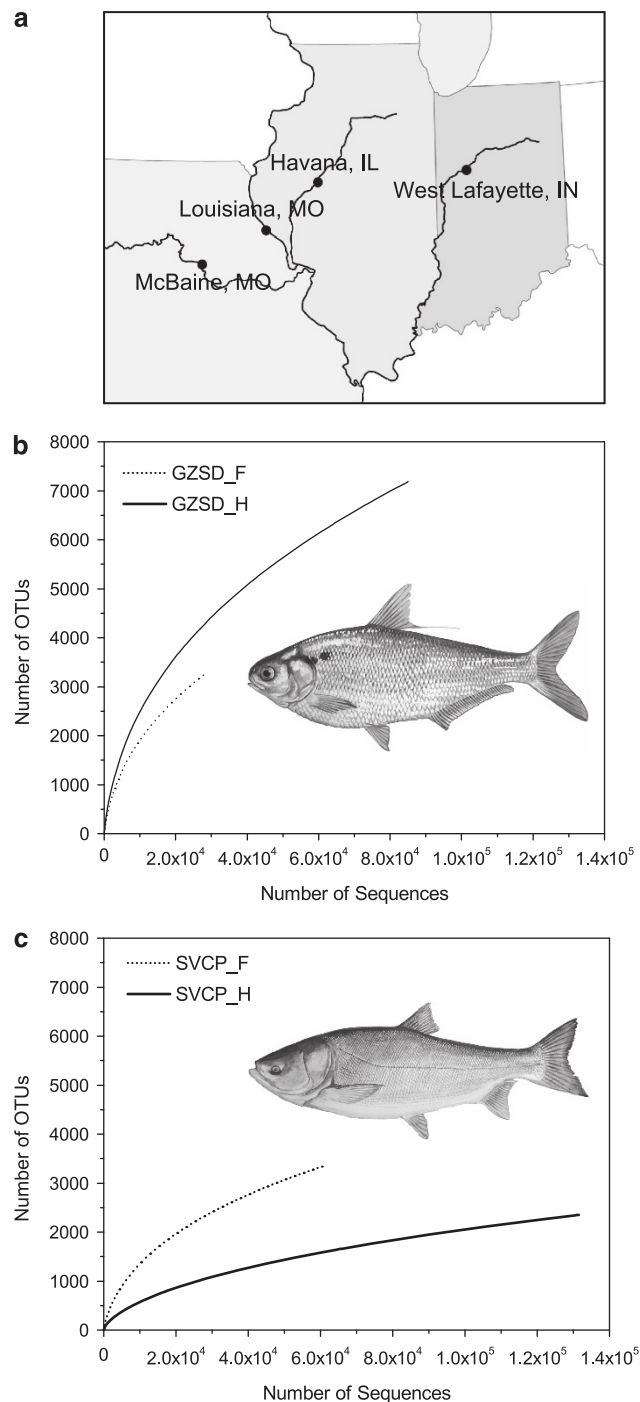 a
Havana, IL
West Lafayette, IN
Louisiana, MO
McBaine, MO
b
8000
7000
6000
5000
4000
3000
2000
1000
0
GZSD_F
GZSD_H
Number of OTUs
0
2.0x10⁴
4.0x10⁴
6.0x10⁴
8.0x10⁴
1.0x10⁵
1.2x10⁵
1.4x10⁵
Number of Sequences
c
8000
7000
6000
5000
4000
3000
2000
1000
0
SVCP_F
SVCP_H
Number of OTUs
0
2.0x10⁴
4.0x10⁴
6.0x10⁴
8.0x10⁴
1.0x10⁵
1.2x10⁵
1.4x10⁵
Number of Sequences